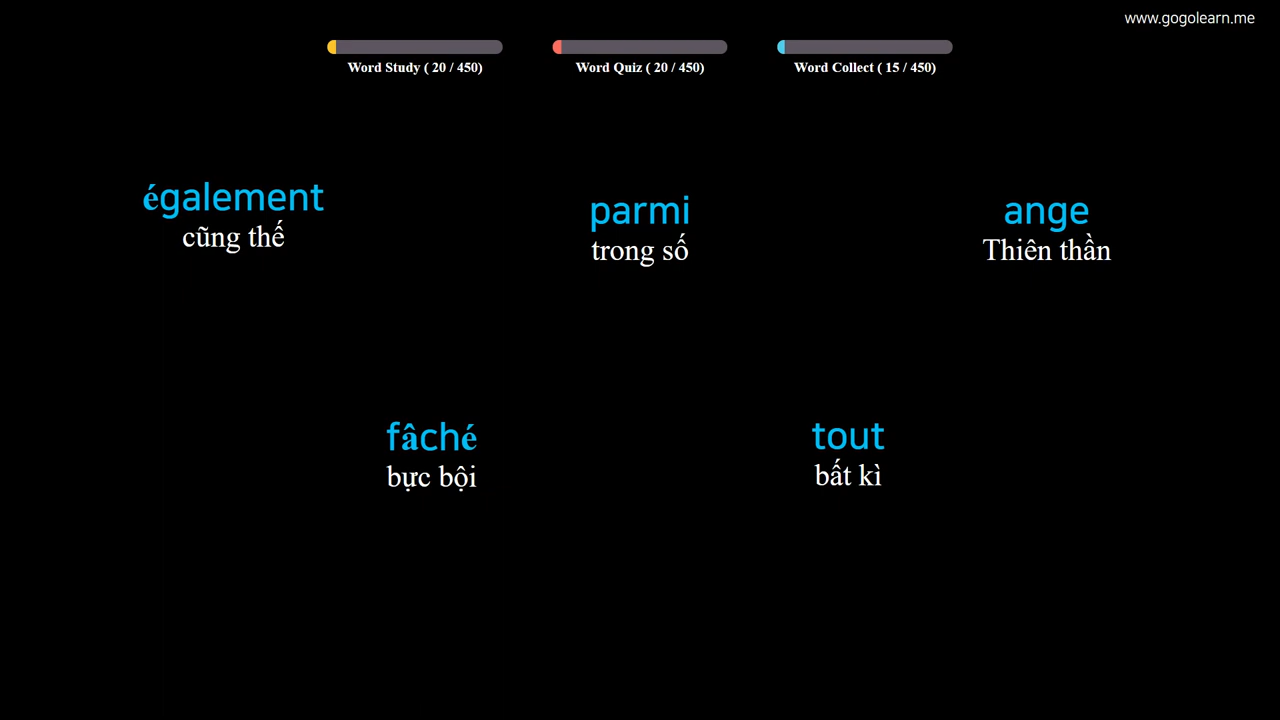 www.gogolearn.me
Word Study ( 20 / 450)
Word Quiz ( 20 / 450)
Word Collect ( 15 / 450)
également
cũng thế
parmi
trong số
ange
Thiên thần
fâché
bực bội
tout
bất kì